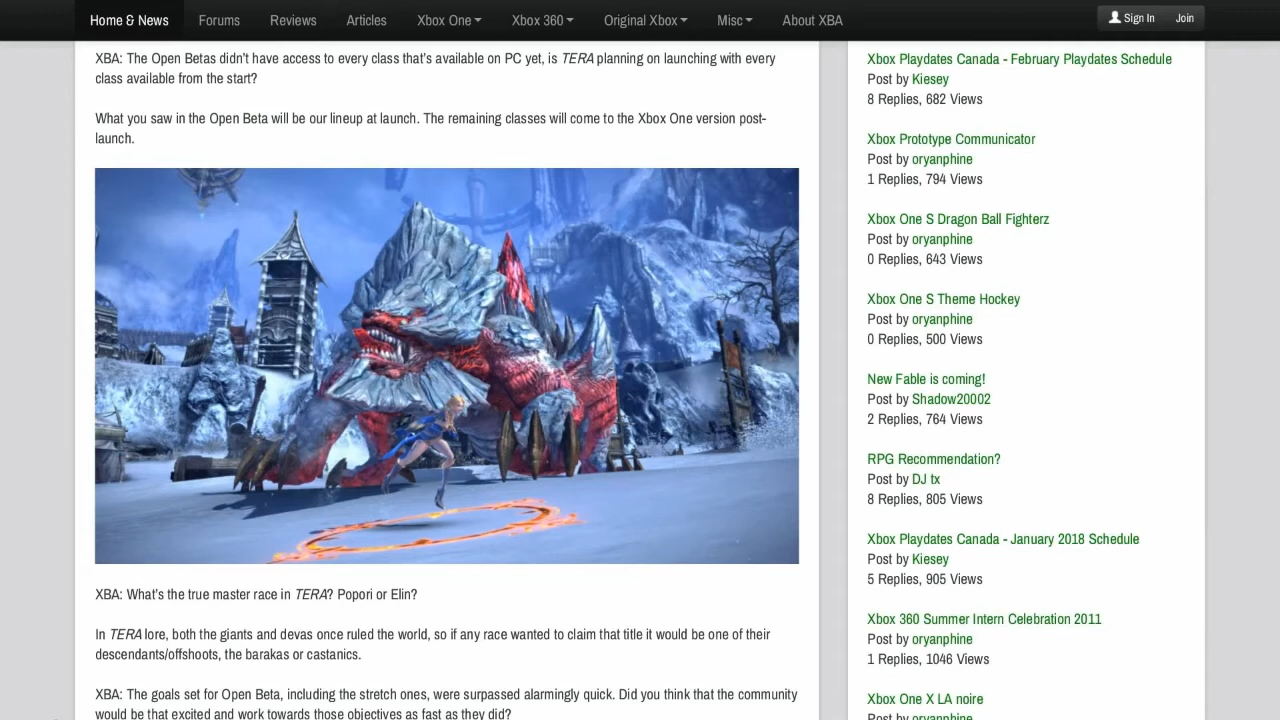 Home & News Forums Reviews Articles Xbox One Xbox 360 Original Xbox Misc About XBA Sign In Join
XBA: The Open Betas didn't have access to every class that's available on PC yet, is TERA planning on launching with every
class available from the start?
What you saw in the Open Beta will be our lineup at launch. The remaining classes will come to the Xbox One version post-
launch.
XBA: What's the true master race in TERA? Popori or Elin?
In TERA lore, both the giants and devas once ruled the world, so if any race wanted to claim that title it would be one of their
descendants/offshoots, the barakas or castanics.
XBA: The goals set for Open Beta, including the stretch ones, were surpassed alarmingly quick. Did you think that the community
would be that excited and work towards those objectives as fast as they did?
Xbox Playdates Canada - February Playdates Schedule
Post by Kiesey
8 Replies, 682 Views
Xbox Prototype Communicator
Post by oryanphine
1 Replies, 794 Views
Xbox One S Dragon Ball Fighterz
Post by oryanphine
0 Replies, 643 Views
Xbox One S Theme Hockey
Post by oryanphine
0 Replies, 500 Views
New Fable is coming!
Post by Shadow20002
2 Replies, 764 Views
RPG Recommendation?
Post by DJ tx
8 Replies, 805 Views
Xbox Playdates Canada - January 2018 Schedule
Post by Kiesey
5 Replies, 905 Views
Xbox 360 Summer Intern Celebration 2011
Post by oryanphine
1 Replies, 1046 Views
Xbox One X LA noire
Post by oryanphine